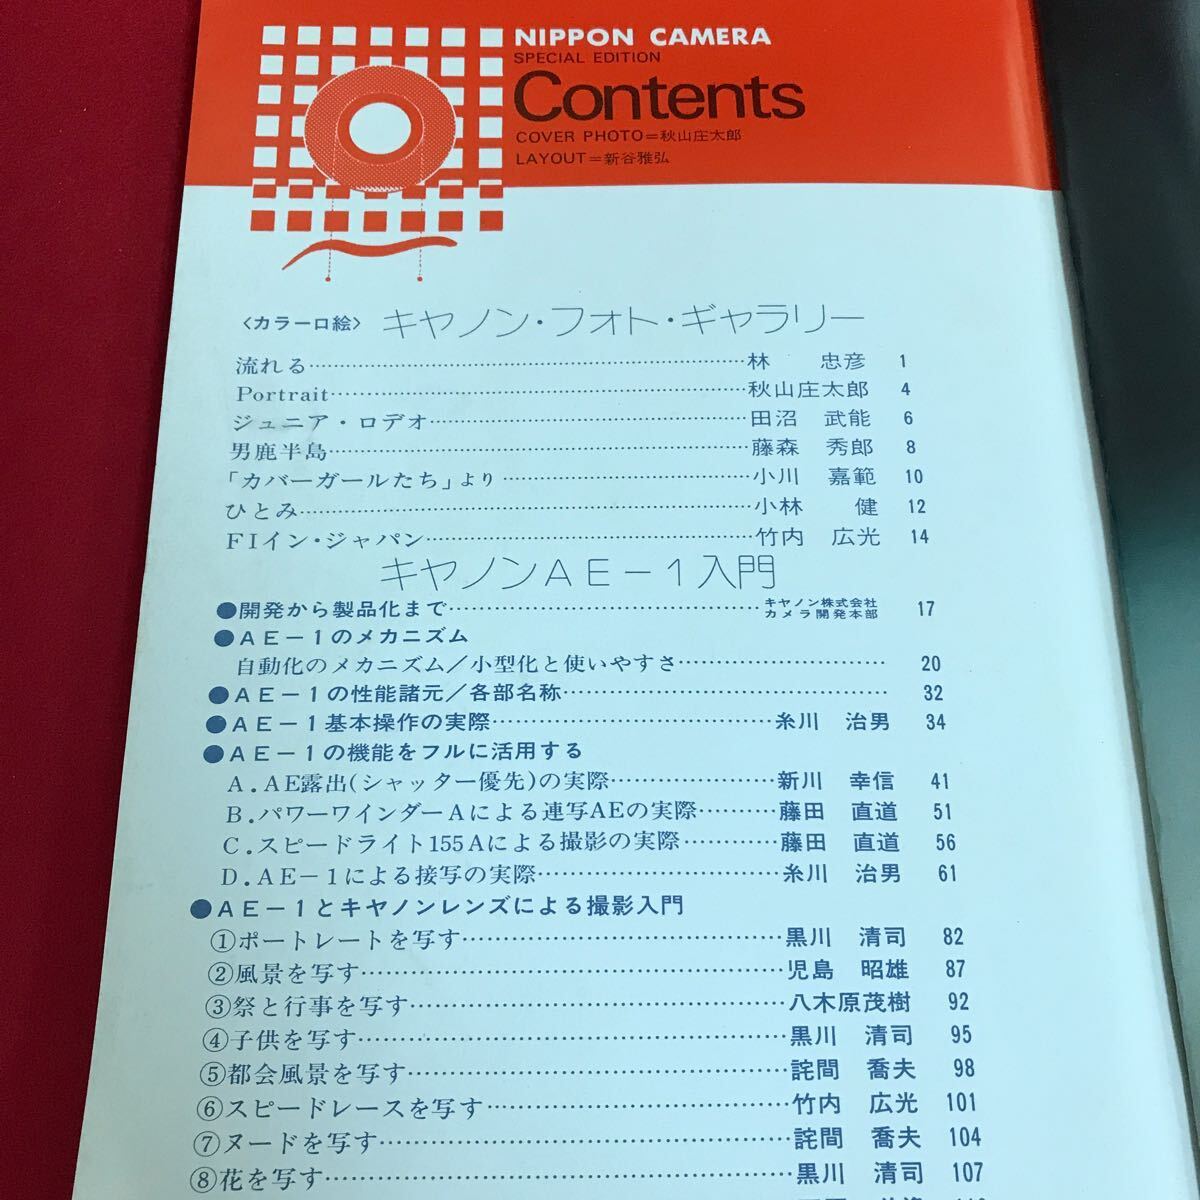 NIPPON CAMERA
SPECIAL EDITION
Contents
COVER PHOTO=秋山庄太郎
LAYOUT=新谷雅弘
〈カラー口絵〉 キヤノン・フォト・ギャラリー
流れる……林 忠彦 1
Portrait……秋山庄太郎 4
ジュニア・ロデオ……田沼 武能 6
男鹿半島……藤森 秀郎 8
「カバーガールたち」より……小川 嘉範 10
ひとみ……小林 健 12
FIイン・ジャパン……竹内 広光 14
キヤノンAE−1入門
●開発から製品化まで……キヤノン株式会社 カメラ開発本部 17
●AE−1のメカニズム
自動化のメカニズム／小型化と使いやすさ……20
●AE−1の性能諸元／各部名称……32
●AE−1基本操作の実際……糸川 治男 34
●AE−1の機能をフルに活用する
A.AE露出(シャッター優先)の実際……新川 幸信 41
B.パワーワインダーAによる連写AEの実際……藤田 直道 51
C.スピードライト155Aによる撮影の実際……藤田 直道 56
D.AE−1による接写の実際……糸川 治男 61
●AE−1とキヤノンレンズによる撮影入門
①ポートレートを写す……黒川 清司 82
②風景を写す……児島 昭雄 87
③祭と行事を写す……八木原茂樹 92
④子供を写す……黒川 清司 95
⑤都会風景を写す……詫間 喬夫 98
⑥スピードレースを写す……竹内 広光 101
⑦ヌードを写す……詫間 喬夫 104
⑧花を写す……黒川 清司 107